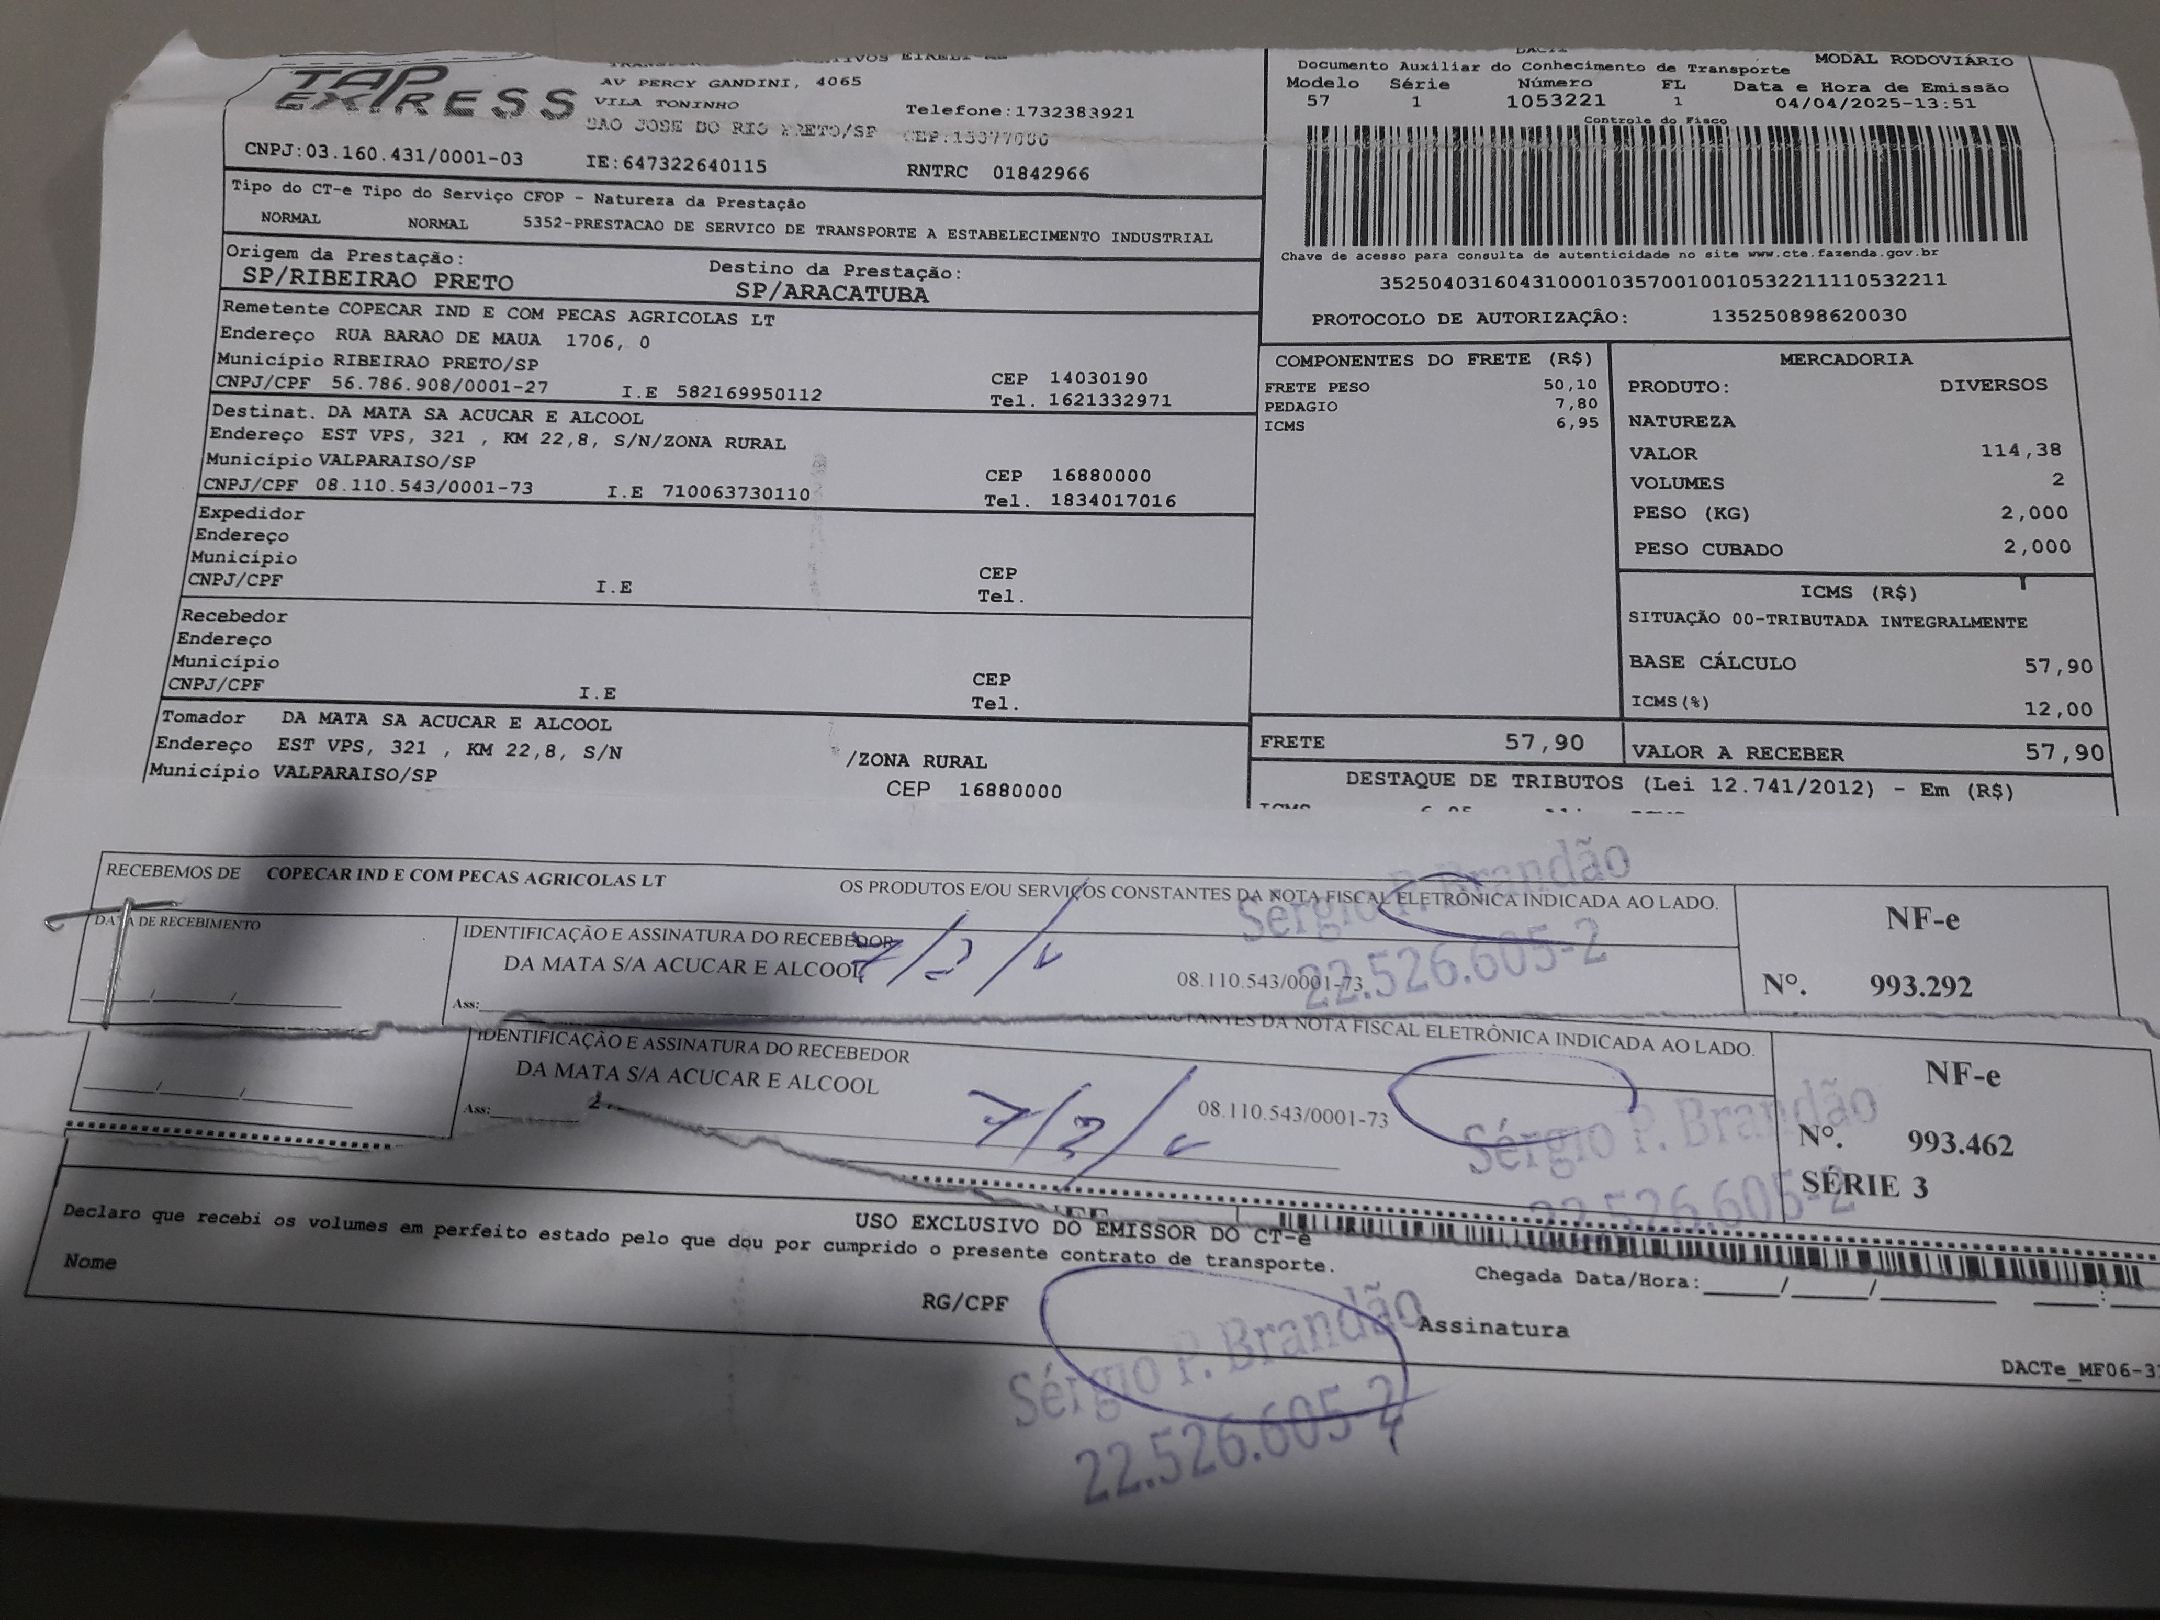 TAP EXPRESS
AV PERCY GANDINI, 4065
VILA TONINHO
SAO JOSE DO RIO PRETO/SP
Telefone:1732383921
CNPJ:03.160.431/0001-03 IE:647322640115 RNTRC 01842966
Tipo do CT-e Tipo do Serviço CFOP - Natureza da Prestação
NORMAL NORMAL 5352-PRESTACAO DE SERVICO DE TRANSPORTE A ESTABELECIMENTO INDUSTRIAL
Origem da Prestação: Destino da Prestação:
SP/RIBEIRAO PRETO SP/ARACATUBA
Remetente COPECAR IND E COM PECAS AGRICOLAS LT
Endereço RUA BARAO DE MAUA 1706, 0
Município RIBEIRAO PRETO/SP CEP 14030190
CNPJ/CPF 56.786.908/0001-27 I.E 582169950112 Tel. 1621332971
Destinat. DA MATA SA ACUCAR E ALCOOL
Endereço EST VPS, 321 , KM 22,8, S/N/ZONA RURAL
Município VALPARAISO/SP CEP 16880000
CNPJ/CPF 08.110.543/0001-73 I.E 710063730110 Tel. 1834017016
Expedidor
Endereço
Município CEP
CNPJ/CPF I.E Tel.
Recebedor
Endereço
Município CEP
CNPJ/CPF I.E Tel.
Tomador DA MATA SA ACUCAR E ALCOOL
Endereço EST VPS, 321 , KM 22,8, S/N /ZONA RURAL
Município VALPARAISO/SP CEP 16880000
MODAL RODOVIÁRIO
Documento Auxiliar do Conhecimento de Transporte
Modelo Série Número FL Data e Hora de Emissão
57 1 1053221 1 04/04/2025-13:51
Controle do Fisco
Chave de acesso para consulta de autenticidade no site www.cte.fazenda.gov.br
35250403160431000103570010010532211110532211
PROTOCOLO DE AUTORIZAÇÃO: 135250898620030
COMPONENTES DO FRETE (R$)
FRETE PESO 50,10
PEDAGIO 7,80
ICMS 6,95
FRETE 57,90
MERCADORIA
PRODUTO: DIVERSOS
NATUREZA
VALOR 114,38
VOLUMES 2
PESO (KG) 2,000
PESO CUBADO 2,000
ICMS (R$)
SITUAÇÃO 00-TRIBUTADA INTEGRALMENTE
BASE CÁLCULO 57,90
ICMS(%) 12,00
VALOR A RECEBER 57,90
DESTAQUE DE TRIBUTOS (Lei 12.741/2012) - Em (R$)
RECEBEMOS DE COPECAR IND E COM PECAS AGRICOLAS LT OS PRODUTOS E/OU SERVIÇOS CONSTANTES DA NOTA FISCAL ELETRÔNICA INDICADA AO LADO.
DATA DE RECEBIMENTO
IDENTIFICAÇÃO E ASSINATURA DO RECEBEDOR
DA MATA S/A ACUCAR E ALCOOL 08.110.543/0001-73
Ass:
NF-e
Nº. 993.292
Sérgio P. Brandão
22.526.605-2
CONSTANTES DA NOTA FISCAL ELETRÔNICA INDICADA AO LADO.
IDENTIFICAÇÃO E ASSINATURA DO RECEBEDOR
DA MATA S/A ACUCAR E ALCOOL 08.110.543/0001-73
Ass:
NF-e
Nº. 993.462
SÉRIE 3
Sérgio P. Brandão
22.526.605-2
USO EXCLUSIVO DO EMISSOR DO CT-e
Declaro que recebi os volumes em perfeito estado pelo que dou por cumprido o presente contrato de transporte.
Nome RG/CPF Assinatura
Chegada Data/Hora:
Sérgio P. Brandão
22.526.605-2